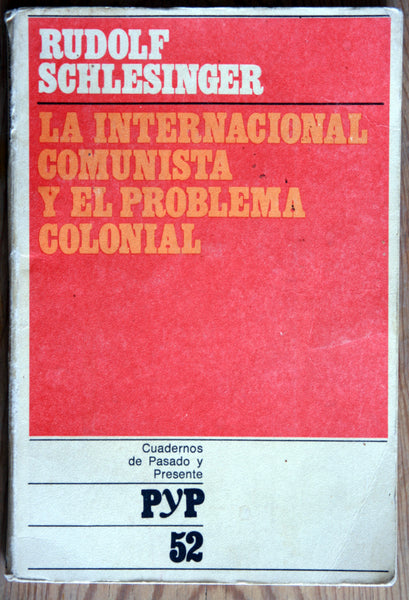 RUDOLF
SCHLESINGER
LA INTERNACIONAL
COMUNISTA
Y EL PROBLEMA
COLONIAL
Cuadernos
de Pasado y
Presente
PYP
52